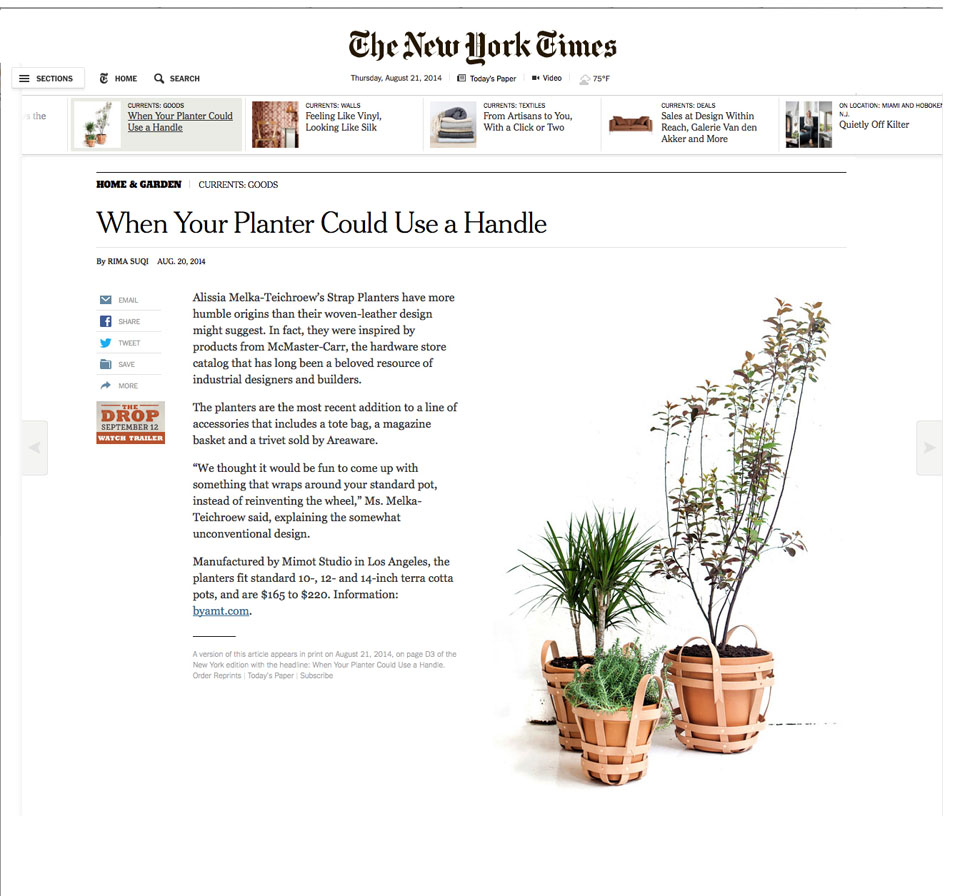 The New York Times
SECTIONS HOME SEARCH
Thursday, August 21, 2014 Today's Paper Video 75°F
s the
CURRENTS: GOODS
When Your Planter Could
Use a Handle
CURRENTS: WALLS
Feeling Like Vinyl,
Looking Like Silk
CURRENTS: TEXTILES
From Artisans to You,
With a Click or Two
CURRENTS: DEALS
Sales at Design Within
Reach, Galerie Van den
Akker and More
ON LOCATION: MIAMI AND HOBOKEN
N.J.
Quietly Off Kilter
HOME & GARDEN | CURRENTS: GOODS
When Your Planter Could Use a Handle
By RIMA SUQI AUG. 20, 2014
EMAIL
SHARE
TWEET
SAVE
MORE
THE
DROP
SEPTEMBER 12
WATCH TRAILER
Alissia Melka-Teichroew’s Strap Planters have more
humble origins than their woven-leather design
might suggest. In fact, they were inspired by
products from McMaster-Carr, the hardware store
catalog that has long been a beloved resource of
industrial designers and builders.
The planters are the most recent addition to a line of
accessories that includes a tote bag, a magazine
basket and a trivet sold by Areaware.
“We thought it would be fun to come up with
something that wraps around your standard pot,
instead of reinventing the wheel,” Ms. Melka-
Teichroew said, explaining the somewhat
unconventional design.
Manufactured by Mimot Studio in Los Angeles, the
planters fit standard 10-, 12- and 14-inch terra cotta
pots, and are $165 to $220. Information:
byamt.com.
A version of this article appears in print on August 21, 2014, on page D3 of the
New York edition with the headline: When Your Planter Could Use a Handle.
Order Reprints | Today's Paper | Subscribe